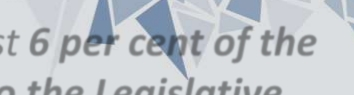 st 6 per cent of the
o the Legislative